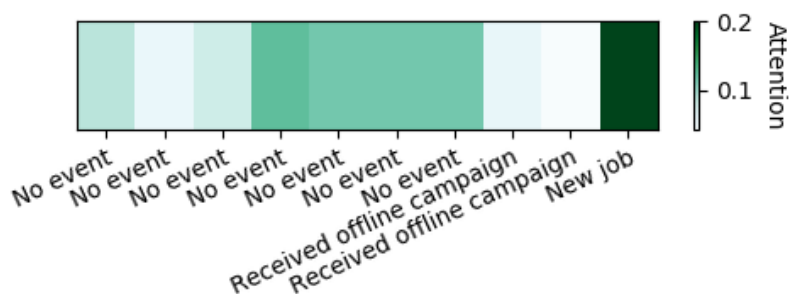 No event
No event
No event
No event
No event
No event
No event
Received offline campaign
Received offline campaign
New job
0.2
0.1
Attention